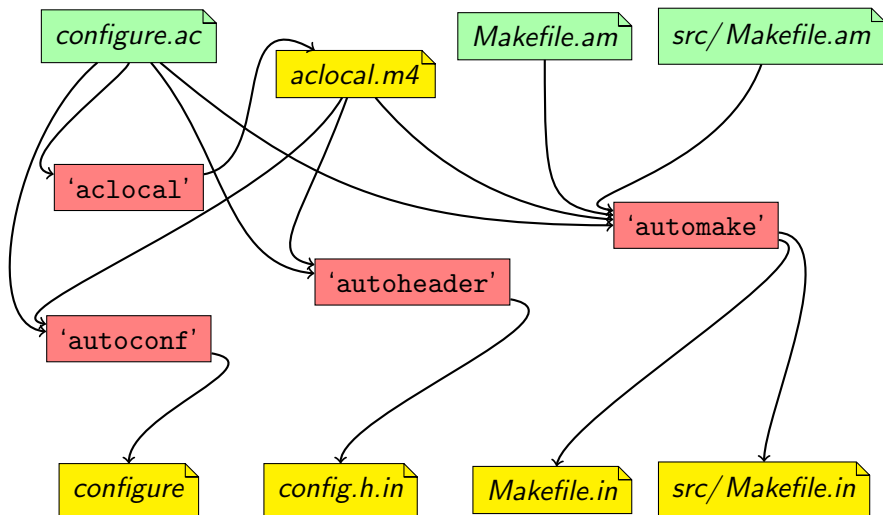 configure.ac
aclocal.m4
Makefile.am
src/Makefile.am
‘aclocal’
‘automake’
‘autoheader’
‘autoconf’
configure
config.h.in
Makefile.in
src/Makefile.in